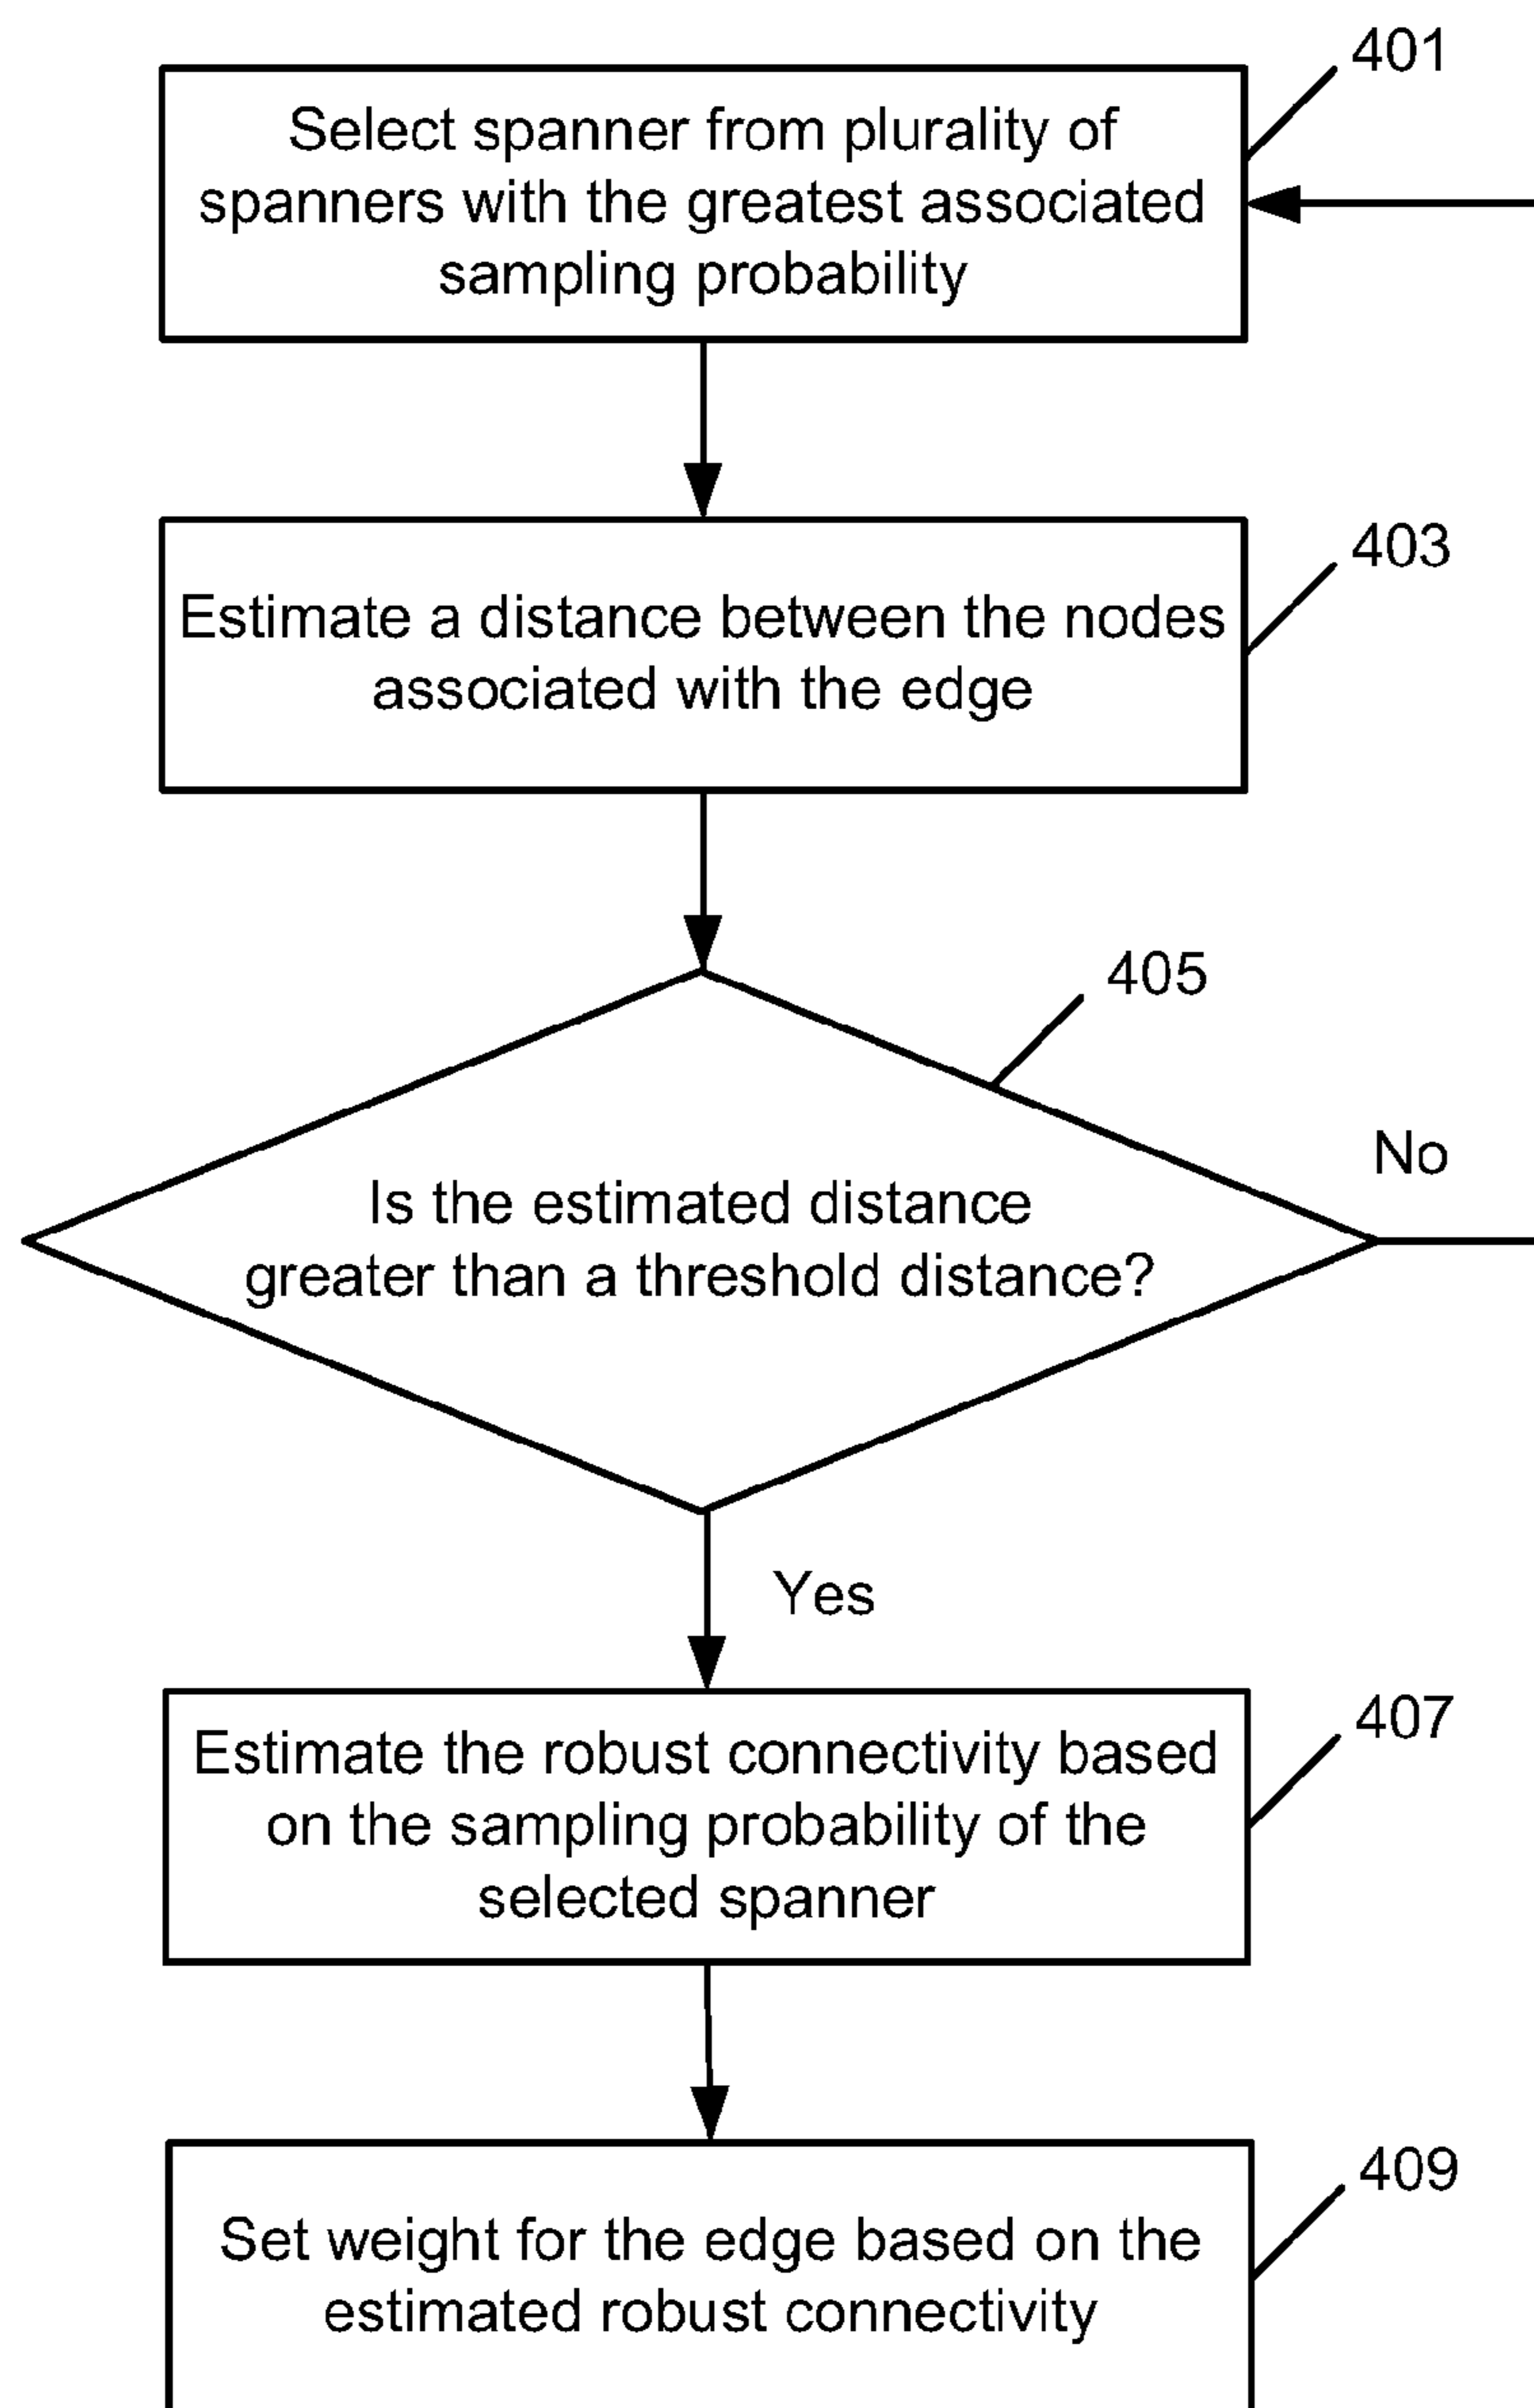 401
Select spanner from plurality of
spanners with the greatest associated
sampling probability
403
Estimate a distance between the nodes
associated with the edge
405
No
Is the estimated distance
greater than a threshold distance?
Yes
407
Estimate the robust connectivity based
on the sampling probability of the
selected spanner
409
Set weight for the edge based on the
estimated robust connectivity